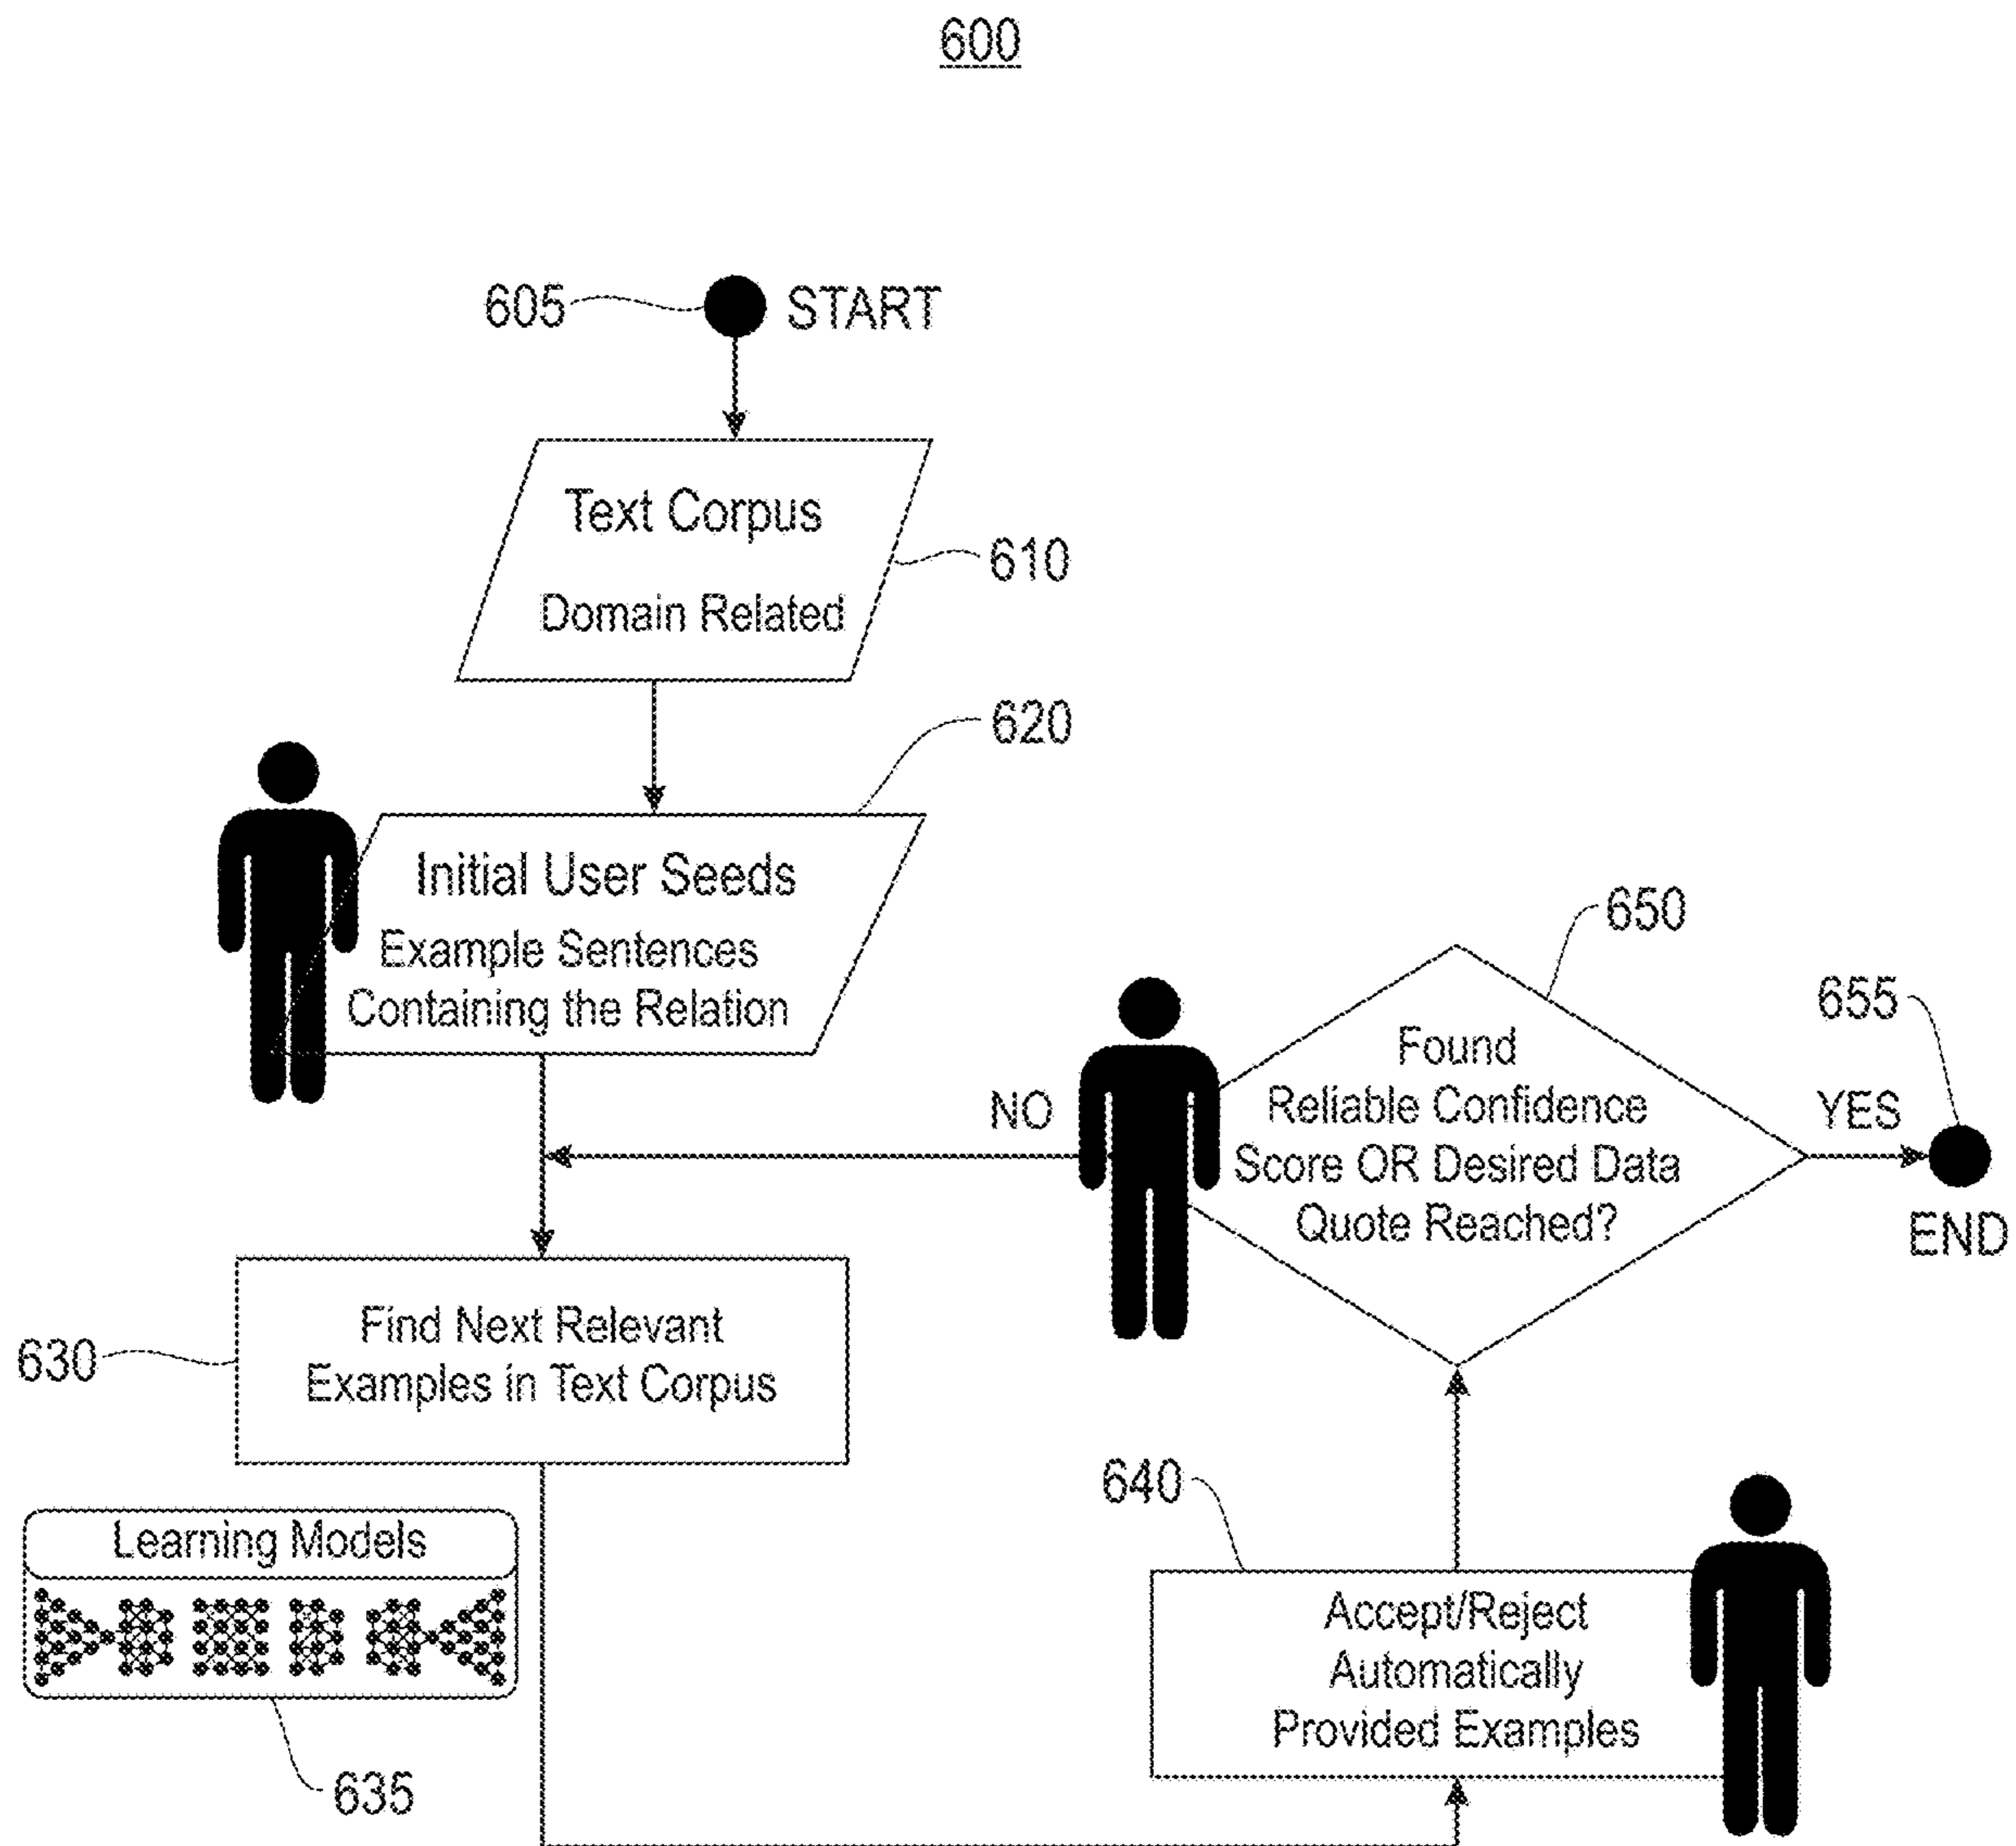 600
605
START
Text Corpus
Domain Related
610
620
Initial User Seeds
Example Sentences
Containing the Relation
650
Found
Reliable Confidence
Score OR Desired Data
Quote Reached?
NO
YES
655
END
630
Find Next Relevant
Examples in Text Corpus
Learning Models
635
640
Accept/Reject
Automatically
Provided Examples